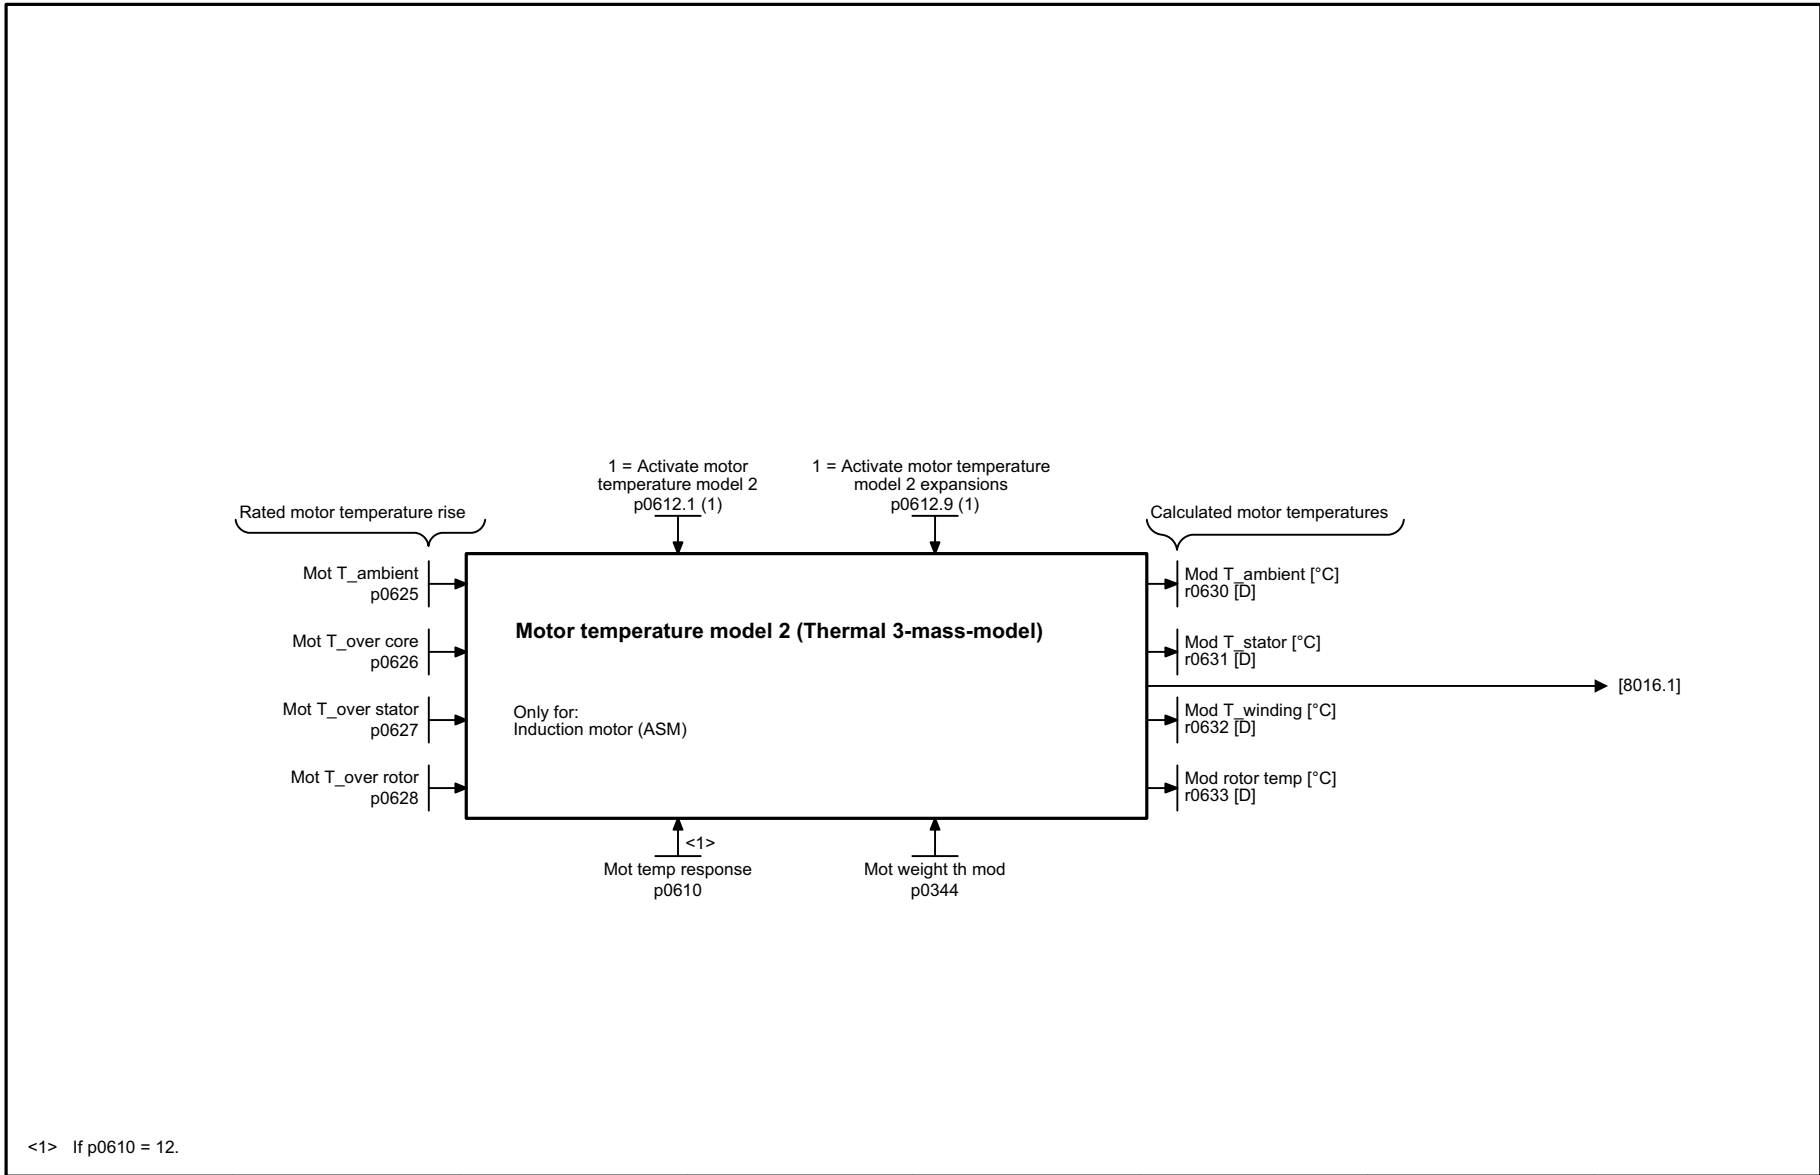 1 = Activate motor
temperature model 2
p0612.1 (1)
1 = Activate motor temperature
model 2 expansions
p0612.9 (1)
Rated motor temperature rise
Calculated motor temperatures
Mot T_ambient
p0625
Mot T_over core
p0626
Mot T_over stator
p0627
Mot T_over rotor
p0628
Motor temperature model 2 (Thermal 3-mass-model)
Only for:
Induction motor (ASM)
Mod T_ambient [°C]
r0630 [D]
Mod T_stator [°C]
r0631 [D]
[8016.1]
Mod T_winding [°C]
r0632 [D]
Mod rotor temp [°C]
r0633 [D]
<1>
Mot temp response
p0610
Mot weight th mod
p0344
<1> If p0610 = 12.